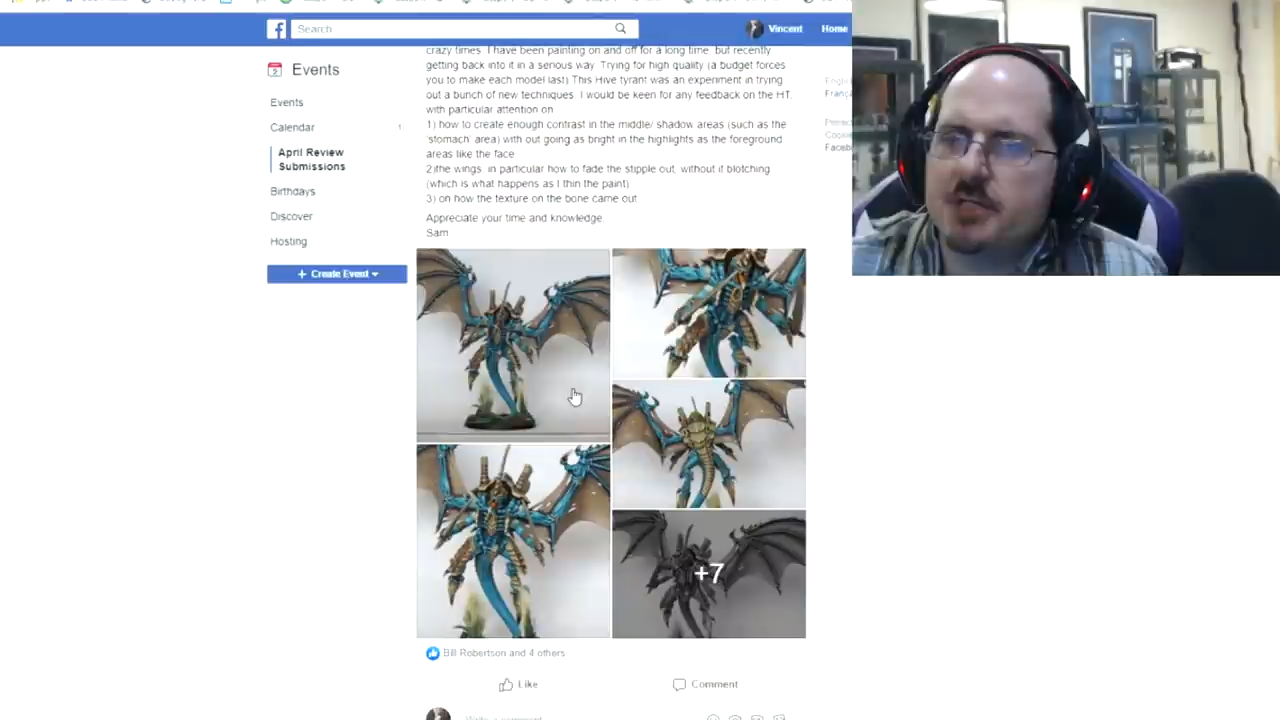 Search
Vincent
Home
crazy times. I have been painting on and off for a long time, but recently
getting back into it in a serious way. Trying for high quality (a budget forces
you to make each model last) This Hive tyrant was an experiment in trying
out a bunch of new techniques. I would be keen for any feedback on the HT,
with particular attention on
1) how to create enough contrast in the middle/ shadow areas (such as the
'stomach' area) with out going as bright in the highlights as the foreground
areas like the face
2)the wings, in particular how to fade the stipple out, without it blotching
(which is what happens as I thin the paint)
3) on how the texture on the bone came out
Appreciate your time and knowledge.
Sam
Events
Events
Calendar
1
April Review
Submissions
Birthdays
Discover
Hosting
+ Create Event
+7
Bill Robertson and 4 others
Like
Comment
Write a comment